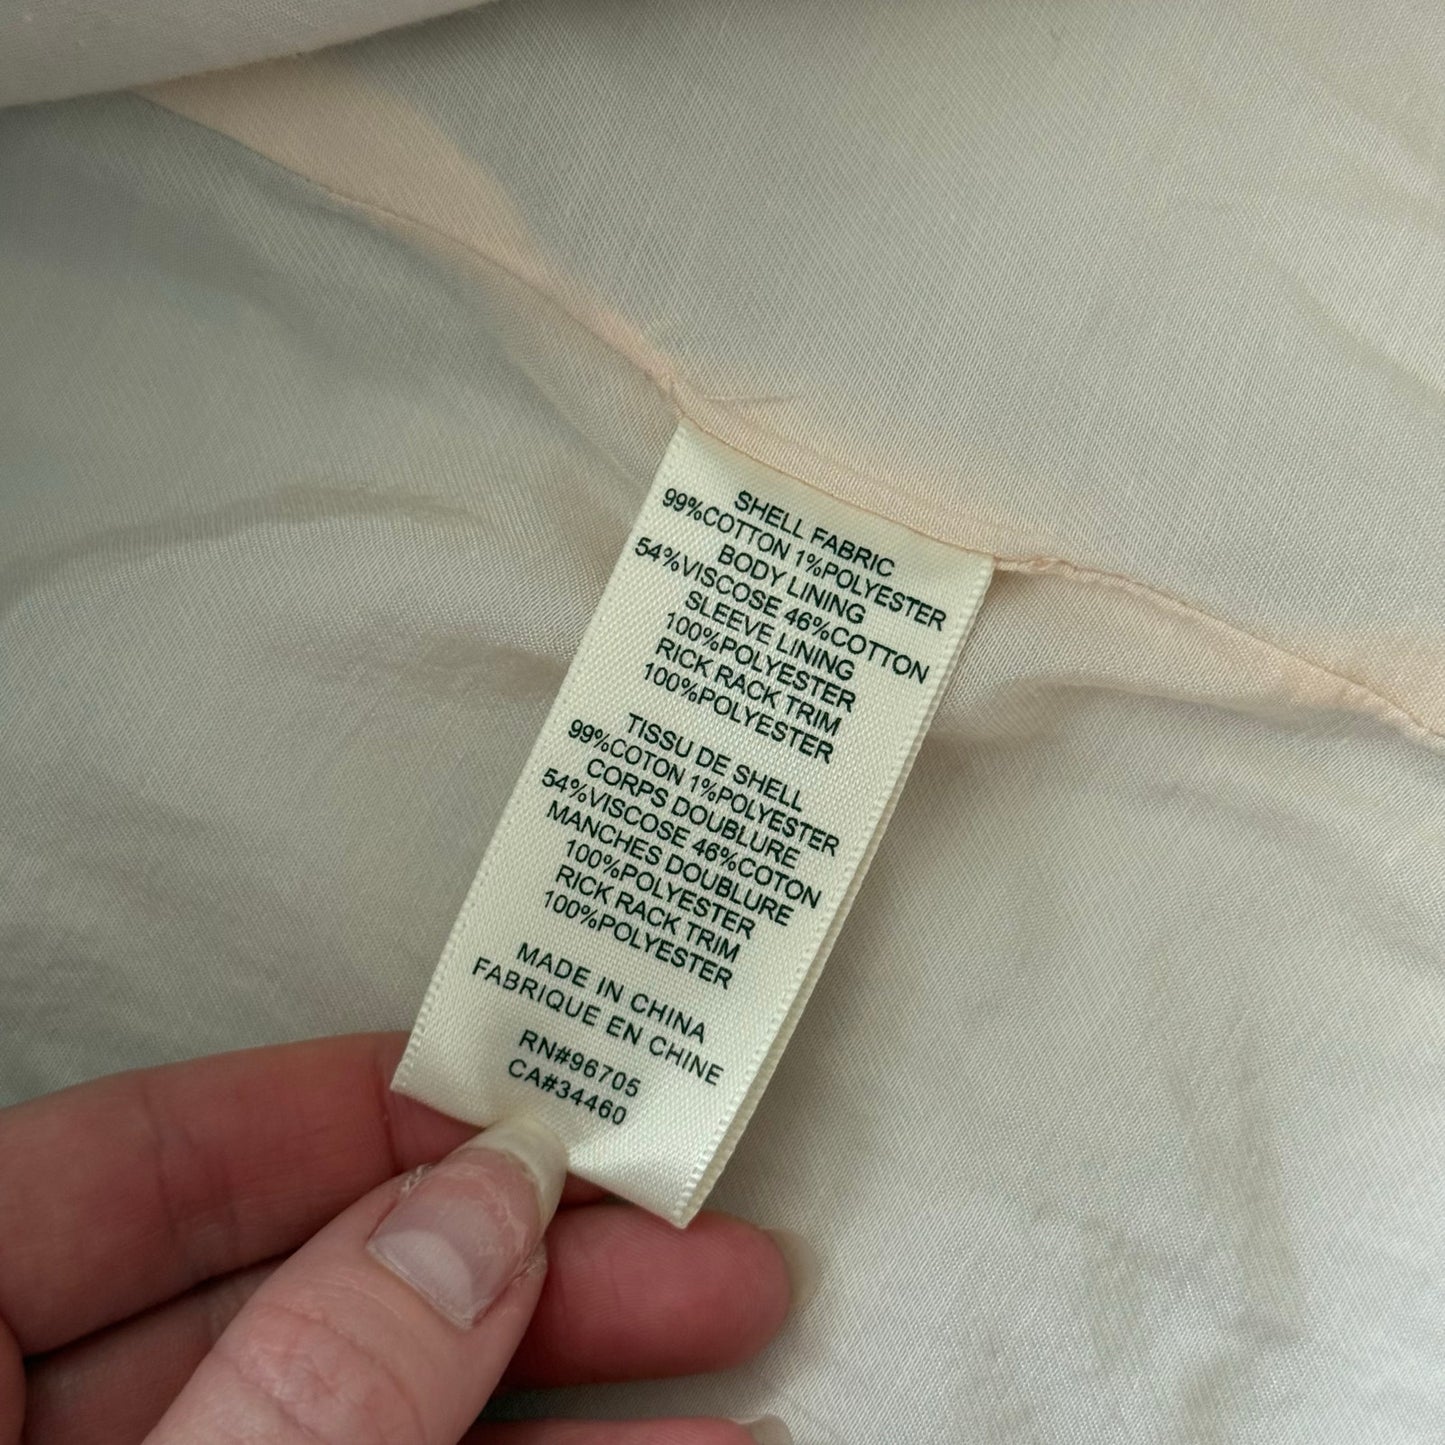 SHELL FABRIC
99%COTTON 1%POLYESTER
BODY LINING
54%VISCOSE 46%COTTON
SLEEVE LINING
100%POLYESTER
RICK RACK TRIM
100%POLYESTER
TISSU DE SHELL
99%COTON 1%POLYESTER
CORPS DOUBLURE
54%VISCOSE 46%COTON
MANCHES DOUBLURE
100%POLYESTER
RICK RACK TRIM
100%POLYESTER
MADE IN CHINA
FABRIQUE EN CHINE
RN#96705
CA#34460